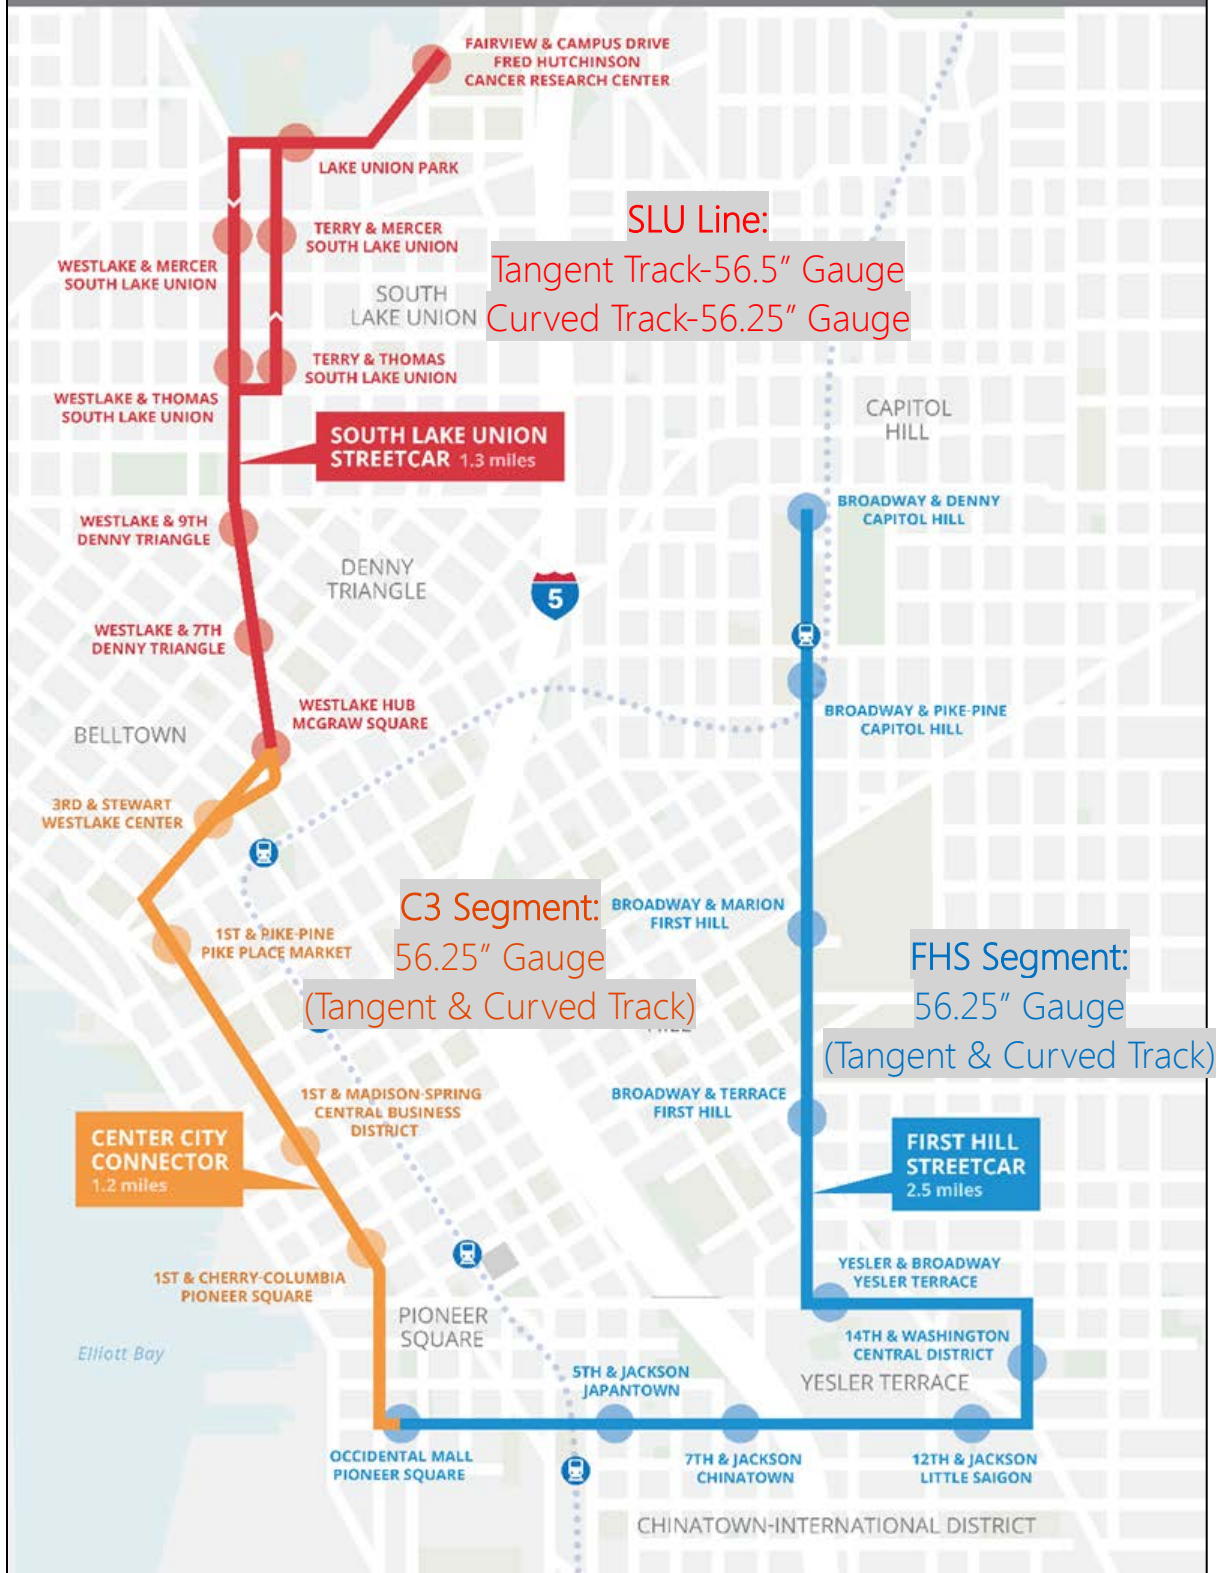 FAIRVIEW & CAMPUS DRIVE
FRED HUTCHINSON
CANCER RESEARCH CENTER
LAKE UNION PARK
TERRY & MERCER
SOUTH LAKE UNION
WESTLAKE & MERCER
SOUTH LAKE UNION
SLU Line:
Tangent Track-56.5" Gauge
Curved Track-56.25" Gauge
SOUTH
LAKE UNION
TERRY & THOMAS
SOUTH LAKE UNION
WESTLAKE & THOMAS
SOUTH LAKE UNION
CAPITOL
HILL
SOUTH LAKE UNION
STREETCAR 1.3 miles
BROADWAY & DENNY
CAPITOL HILL
WESTLAKE & 9TH
DENNY TRIANGLE
DENNY
TRIANGLE
5
WESTLAKE & 7TH
DENNY TRIANGLE
WESTLAKE HUB
MCGRAW SQUARE
BROADWAY & PIKE-PINE
CAPITOL HILL
BELLTOWN
3RD & STEWART
WESTLAKE CENTER
C3 Segment:
56.25" Gauge
(Tangent & Curved Track)
BROADWAY & MARION
FIRST HILL
1ST & PIKE-PINE
PIKE PLACE MARKET
FHS Segment:
56.25" Gauge
(Tangent & Curved Track)
1ST & MADISON-SPRING
CENTRAL BUSINESS
DISTRICT
BROADWAY & TERRACE
FIRST HILL
CENTER CITY
CONNECTOR
1.2 miles
FIRST HILL
STREETCAR
2.5 miles
1ST & CHERRY-COLUMBIA
PIONEER SQUARE
YESLER & BROADWAY
YESLER TERRACE
PIONEER
SQUARE
14TH & WASHINGTON
CENTRAL DISTRICT
Elliott Bay
5TH & JACKSON
JAPANTOWN
YESLER TERRACE
OCCIDENTAL MALL
PIONEER SQUARE
7TH & JACKSON
CHINATOWN
12TH & JACKSON
LITTLE SAIGON
CHINATOWN-INTERNATIONAL DISTRICT